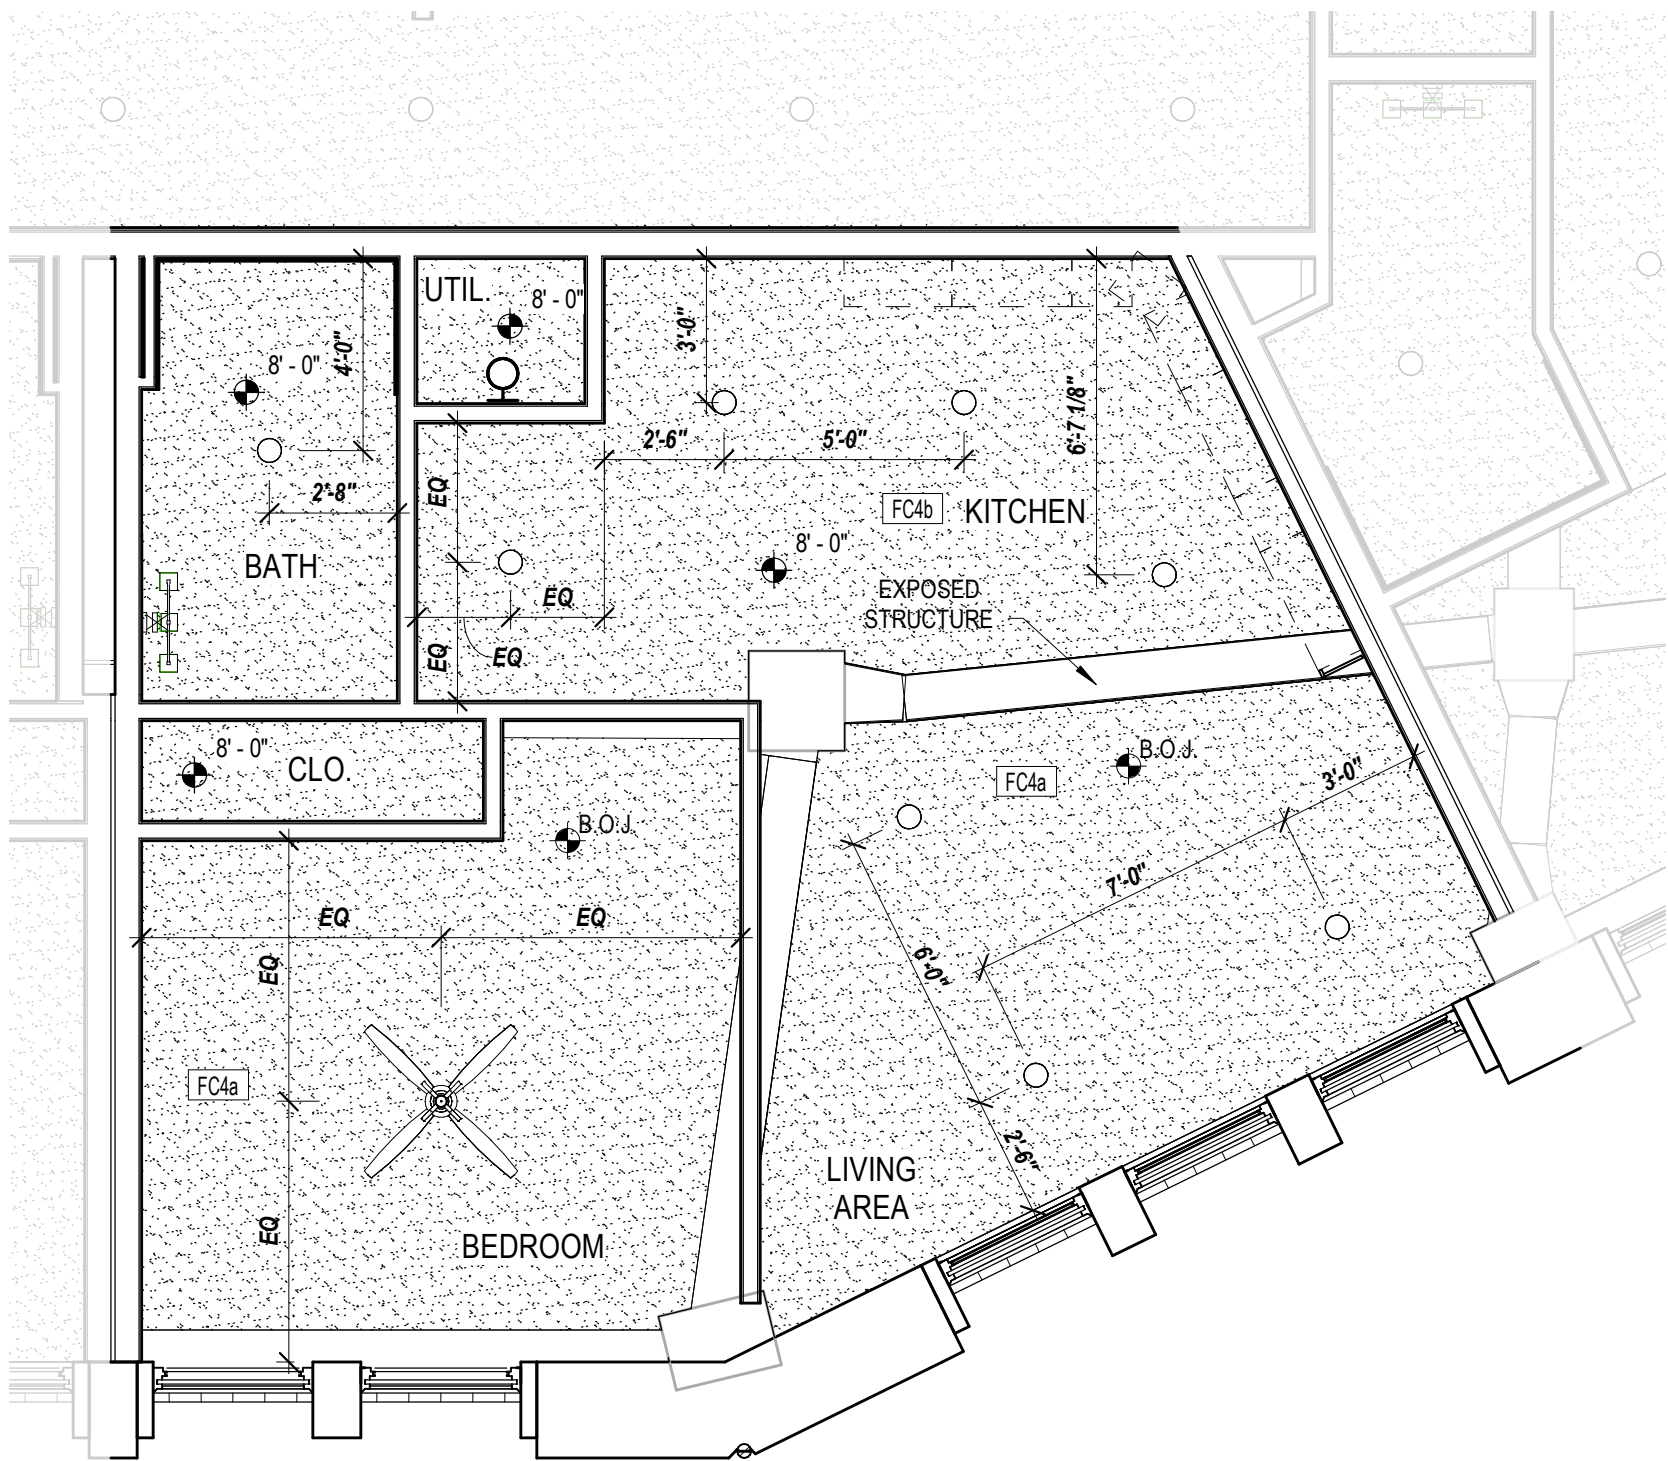 UTIL.
8' - 0"
3'-0"
4'-0"
8' - 0"
6'-7 1/8"
2'-6"
5'-0"
2'-8"
EQ
FC4b
KITCHEN
8' - 0"
BATH
EXPOSED
STRUCTURE
EQ
EQ
EQ
8' - 0"
CLO.
B.O.J.
FC4a
3'-0"
B.O.J.
7'-0"
EQ
EQ
EQ
6'-0"
FC4a
2'-6"
LIVING
AREA
EQ
BEDROOM